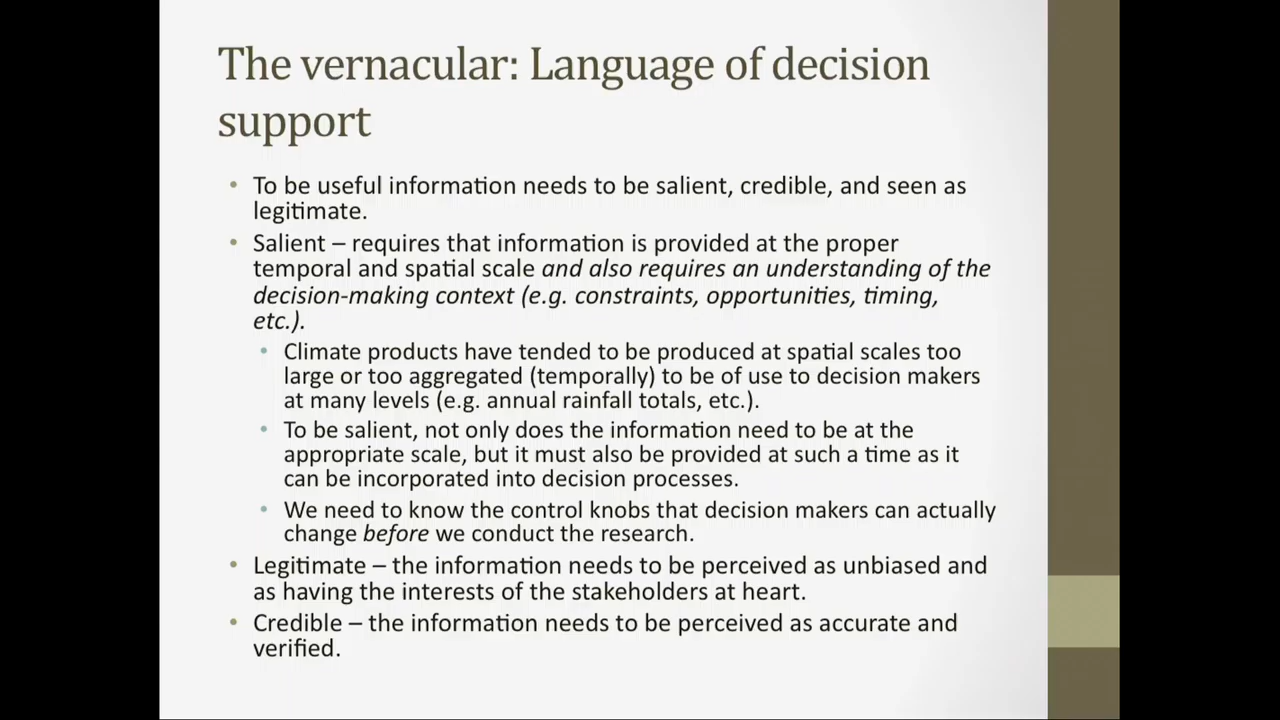 The vernacular: Language of decision
support
• To be useful information needs to be salient, credible, and seen as
legitimate.
• Salient – requires that information is provided at the proper
temporal and spatial scale and also requires an understanding of the
decision-making context (e.g. constraints, opportunities, timing,
etc.).
• Climate products have tended to be produced at spatial scales too
large or too aggregated (temporally) to be of use to decision makers
at many levels (e.g. annual rainfall totals, etc.).
• To be salient, not only does the information need to be at the
appropriate scale, but it must also be provided at such a time as it
can be incorporated into decision processes.
• We need to know the control knobs that decision makers can actually
change before we conduct the research.
• Legitimate – the information needs to be perceived as unbiased and
as having the interests of the stakeholders at heart.
• Credible – the information needs to be perceived as accurate and
verified.